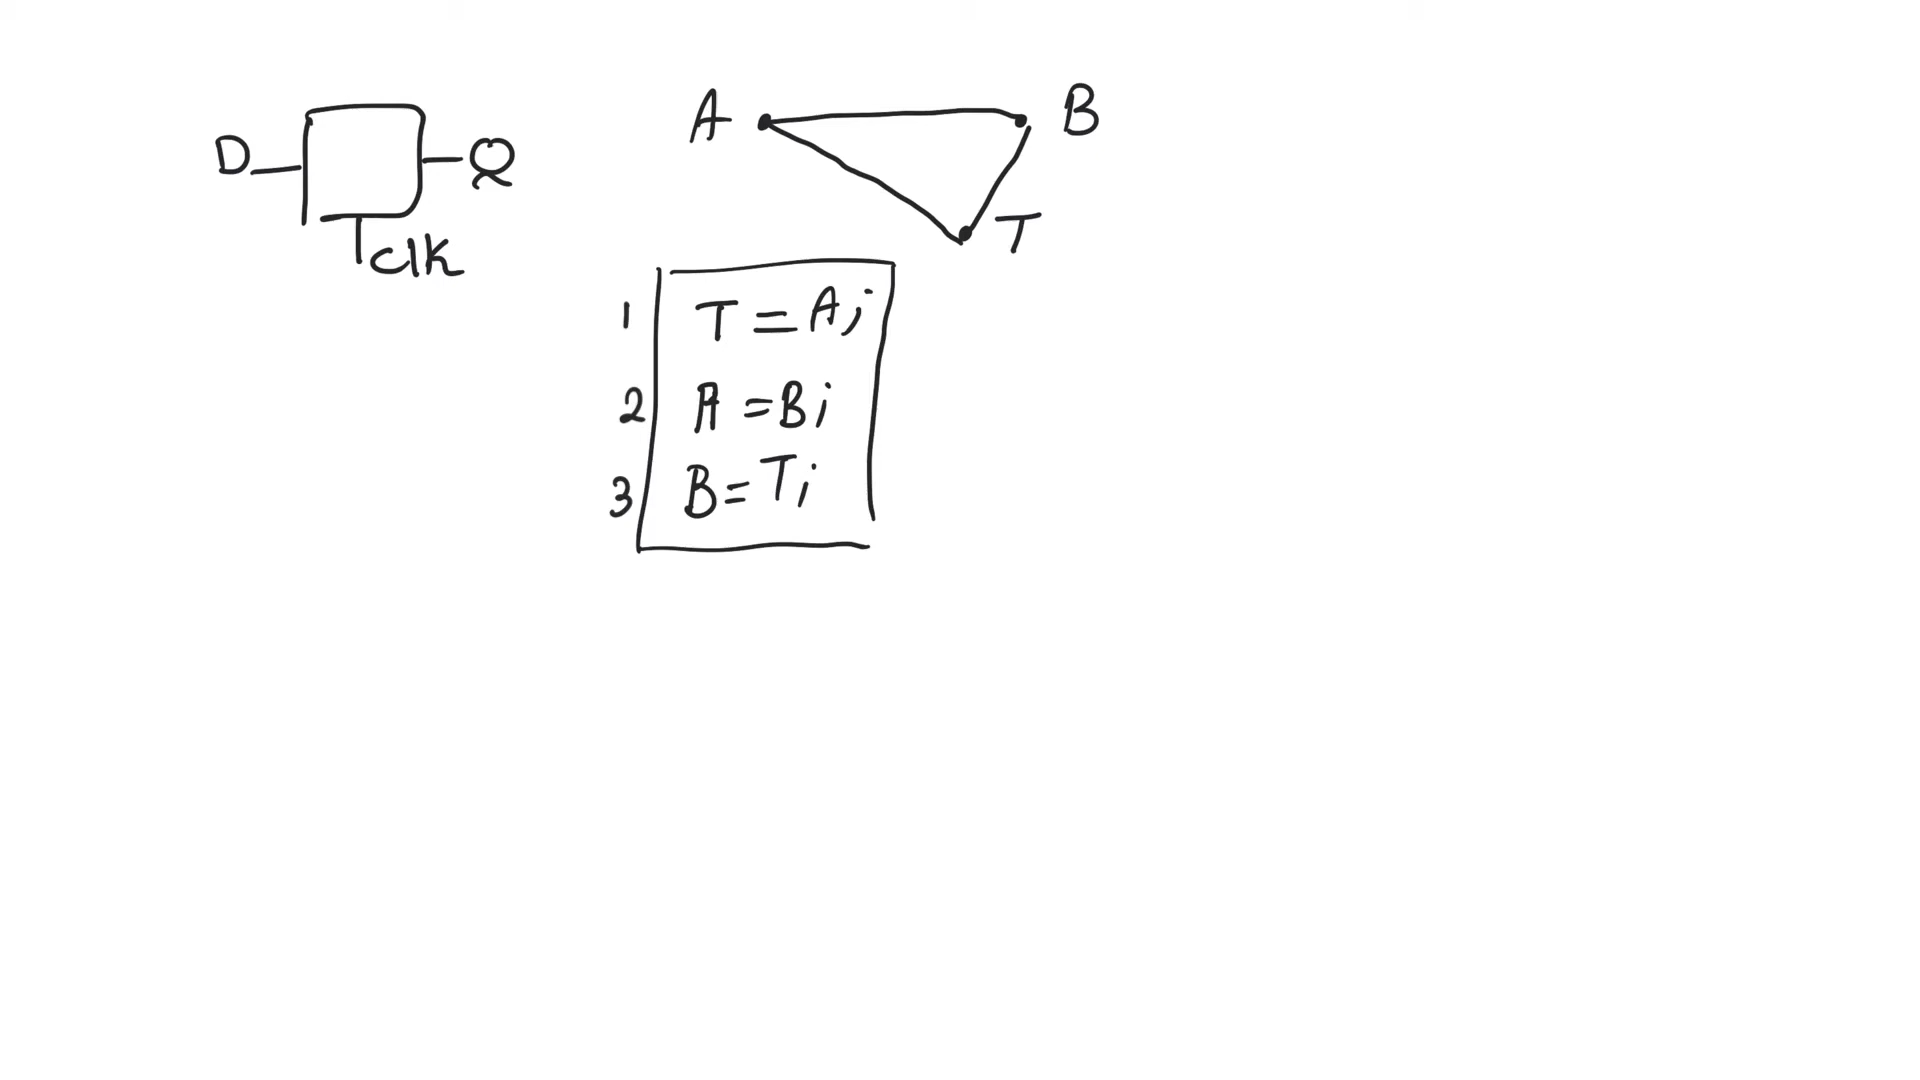 D
Q
clk
A
B
T
1 T = A;
2 A = B;
3 B = T;